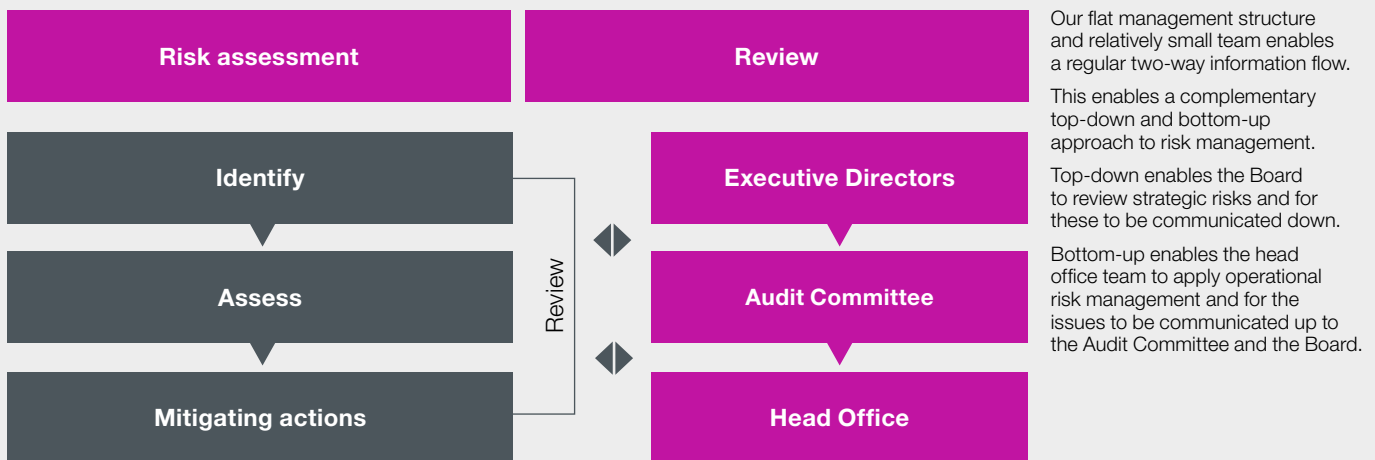 Risk assessment
Review
Identify
Assess
Mitigating actions
Review
Executive Directors
Audit Committee
Head Office
Our flat management structure
and relatively small team enables
a regular two-way information flow.
This enables a complementary
top-down and bottom-up
approach to risk management.
Top-down enables the Board
to review strategic risks and for
these to be communicated down.
Bottom-up enables the head
office team to apply operational
risk management and for the
issues to be communicated up to
the Audit Committee and the Board.